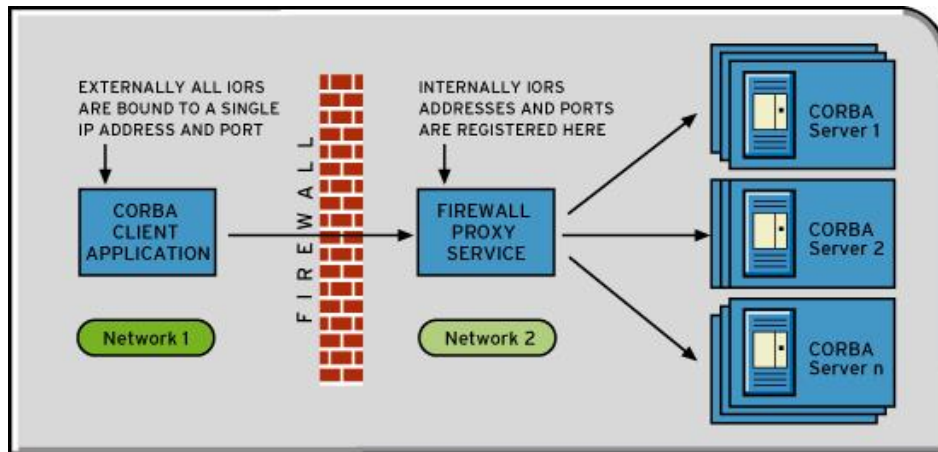 EXTERNALLY ALL IORS
ARE BOUND TO A SINGLE
IP ADDRESS AND PORT
CORBA
CLIENT
APPLICATION
Network 1
FIREWALL
INTERNALLY IORS
ADDRESSES AND PORTS
ARE REGISTERED HERE
FIREWALL
PROXY
SERVICE
Network 2
CORBA
Server 1
CORBA
Server 2
CORBA
Server n